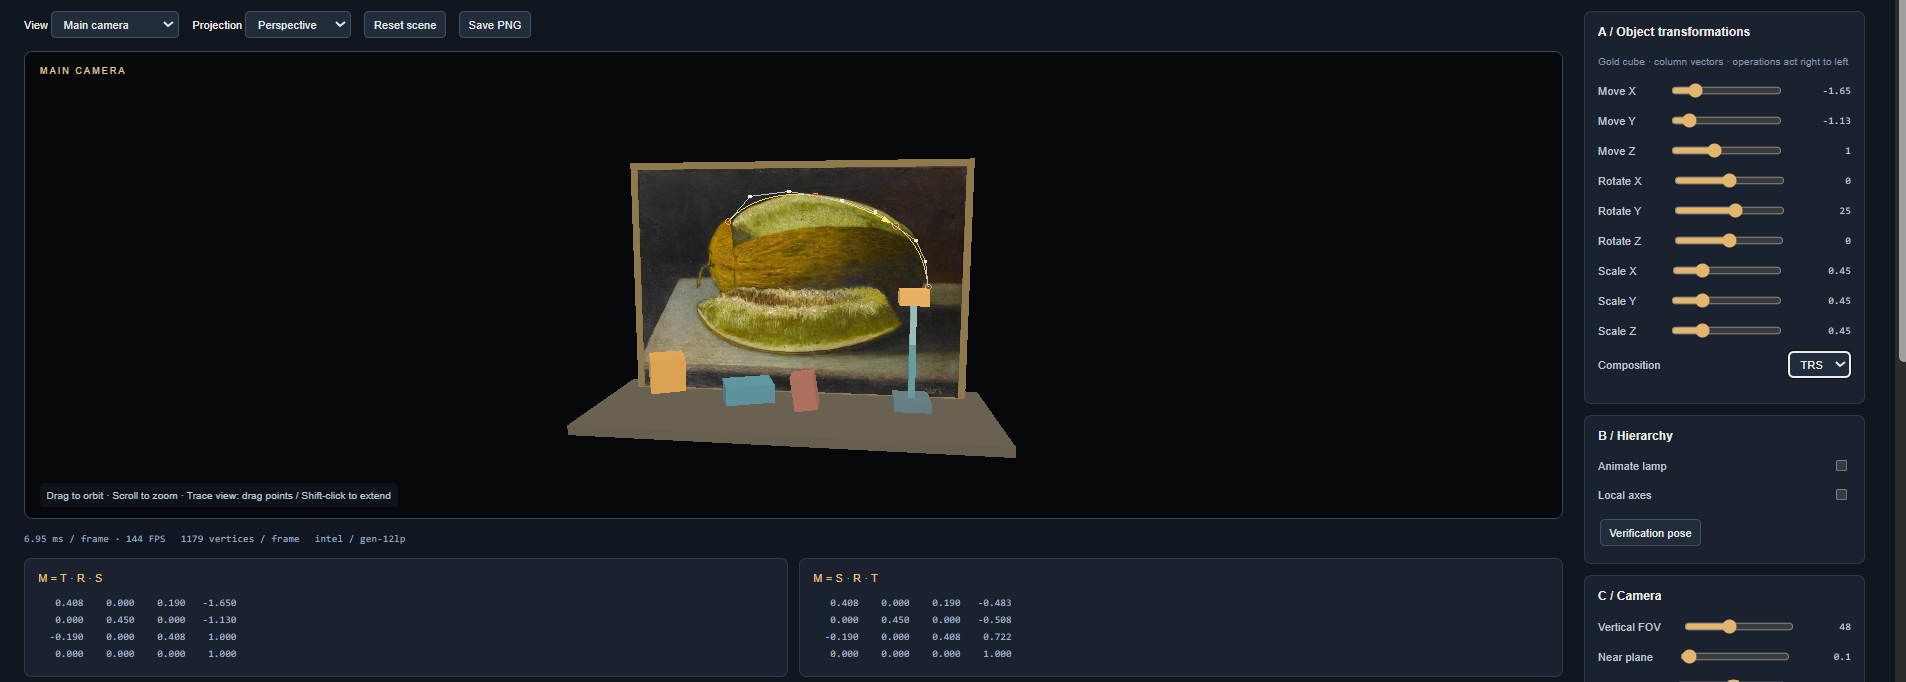 View Main camera Projection Perspective Reset scene Save PNG
MAIN CAMERA
Drag to orbit · Scroll to zoom · Trace view: drag points / Shift-click to extend
6.95 ms / frame · 144 FPS 1179 vertices / frame intel / gen-12lp
M = T · R · S
0.408 0.000 0.190 -1.650
0.000 0.450 0.000 -1.130
-0.190 0.000 0.408 1.000
0.000 0.000 0.000 1.000
M = S · R · T
0.408 0.000 0.190 -0.483
0.000 0.450 0.000 -0.508
-0.190 0.000 0.408 0.722
0.000 0.000 0.000 1.000
A / Object transformations
Gold cube · column vectors · operations act right to left
Move X -1.65
Move Y -1.13
Move Z 1
Rotate X 0
Rotate Y 25
Rotate Z 0
Scale X 0.45
Scale Y 0.45
Scale Z 0.45
Composition TRS
B / Hierarchy
Animate lamp
Local axes
Verification pose
C / Camera
Vertical FOV 48
Near plane 0.1